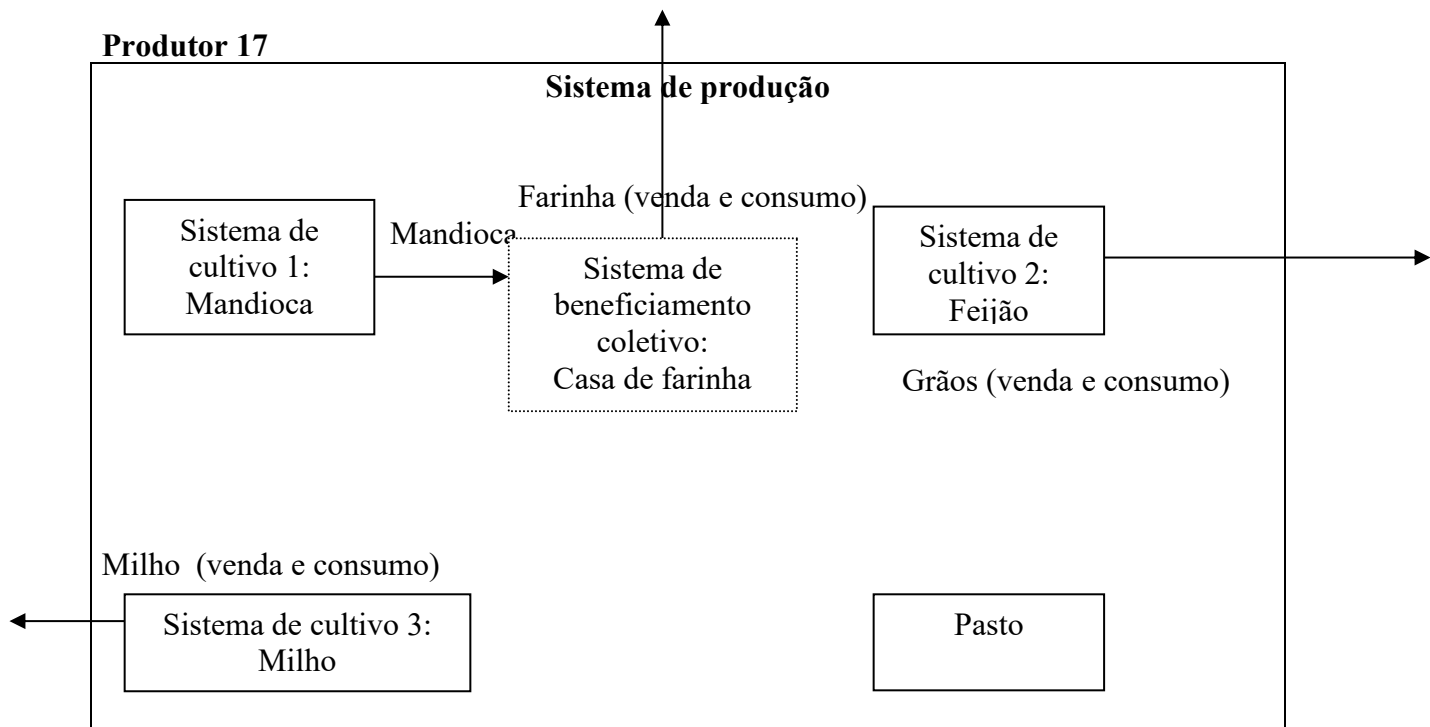 Produtor 17
Sistema de produção
Farinha (venda e consumo)
Sistema de
cultivo 1:
Mandioca
Mandioca
Sistema de
beneficiamento
coletivo:
Casa de farinha
Sistema de
cultivo 2:
Feijão
Grãos (venda e consumo)
Milho  (venda e consumo)
Sistema de cultivo 3:
Milho
Pasto